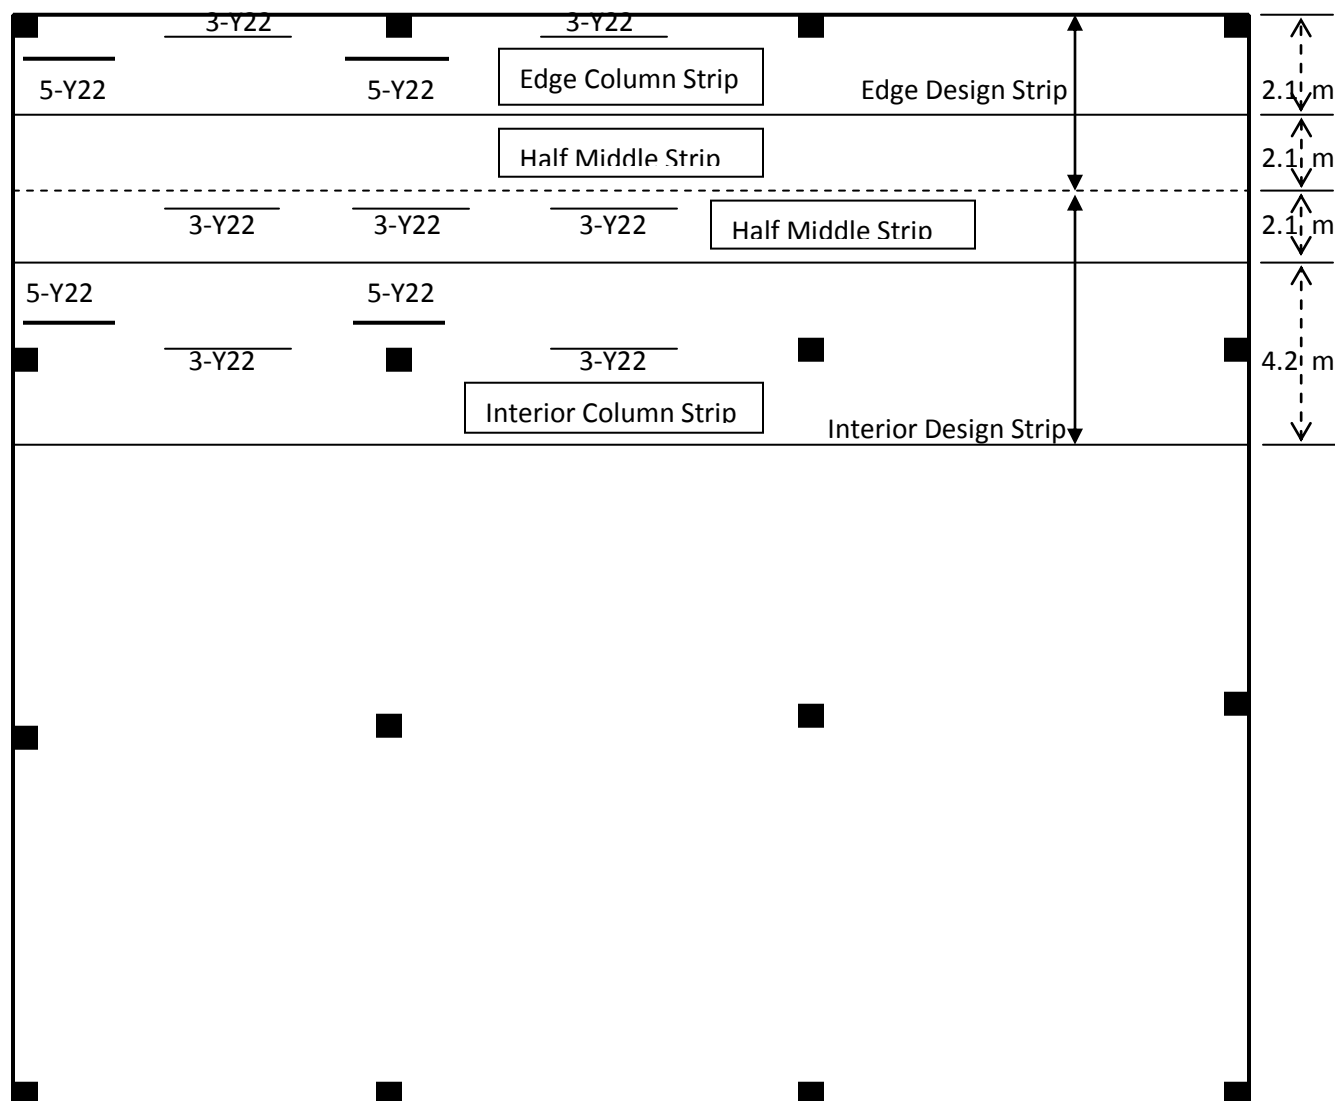 3-Y22 3-Y22
5-Y22 5-Y22 Edge Column Strip Edge Design Strip 2.1 m
Half Middle Strip 2.1 m
3-Y22 3-Y22 3-Y22 Half Middle Strip 2.1 m
5-Y22 5-Y22
3-Y22 3-Y22 4.2 m
Interior Column Strip Interior Design Strip